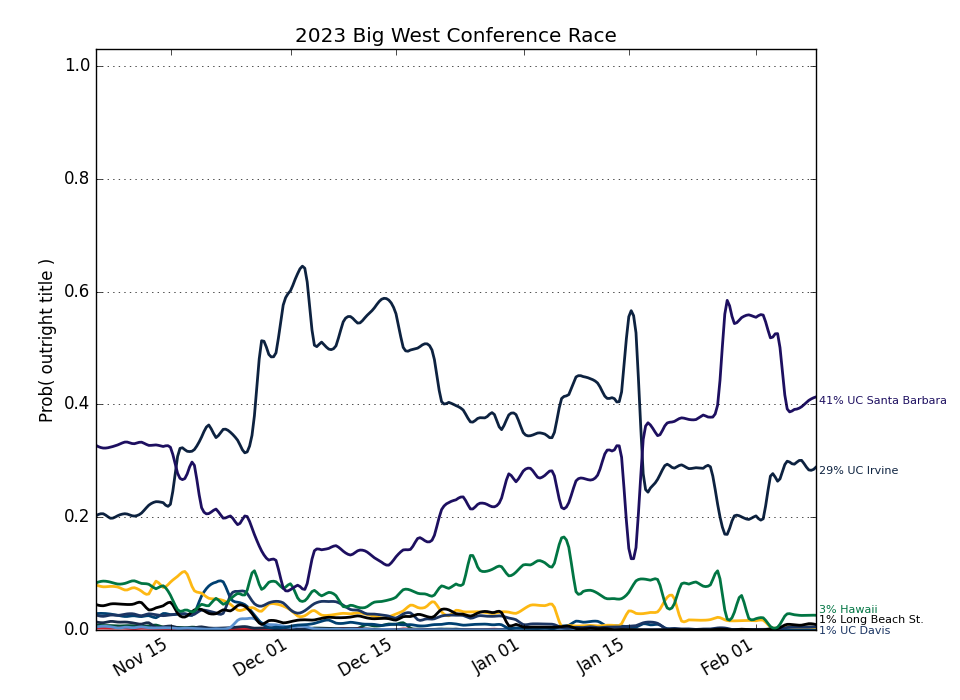 2023 Big West Conference Race
Prob( outright title )
1.0
0.8
0.6
0.4
0.2
0.0
Nov 15
Dec 01
Dec 15
Jan 01
Jan 15
Feb 01
41% UC Santa Barbara
29% UC Irvine
3% Hawaii
1% Long Beach St.
1% UC Davis